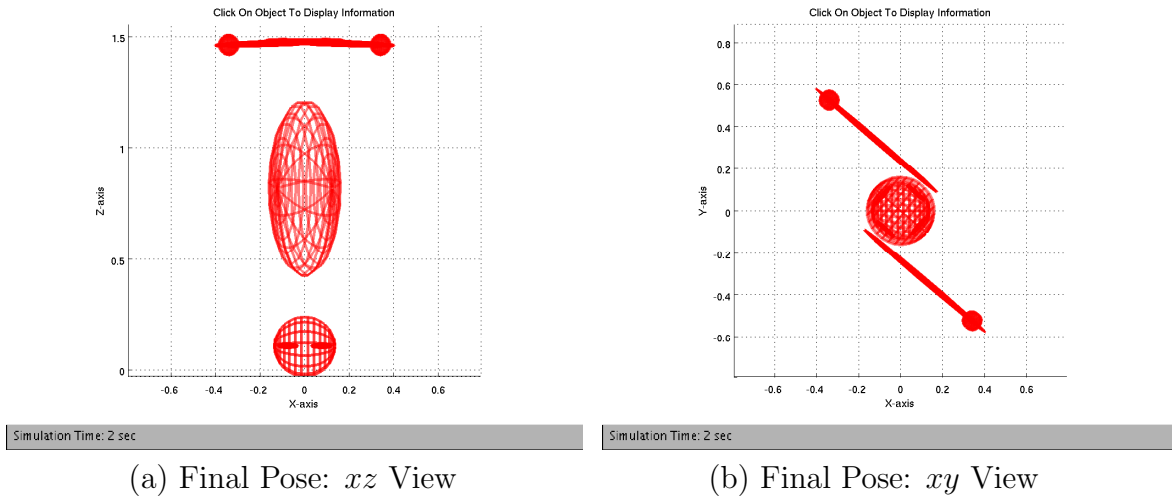 Click On Object To Display Information
1.5
1
0.5
0
Z-axis
-0.6 -0.4 -0.2 0 0.2 0.4 0.6
X-axis
Simulation Time: 2 sec
(a) Final Pose: xz View
Click On Object To Display Information
0.8
0.6
0.4
0.2
0
-0.2
-0.4
-0.6
Y-axis
-0.6 -0.4 -0.2 0 0.2 0.4 0.6
X-axis
Simulation Time: 2 sec
(b) Final Pose: xy View